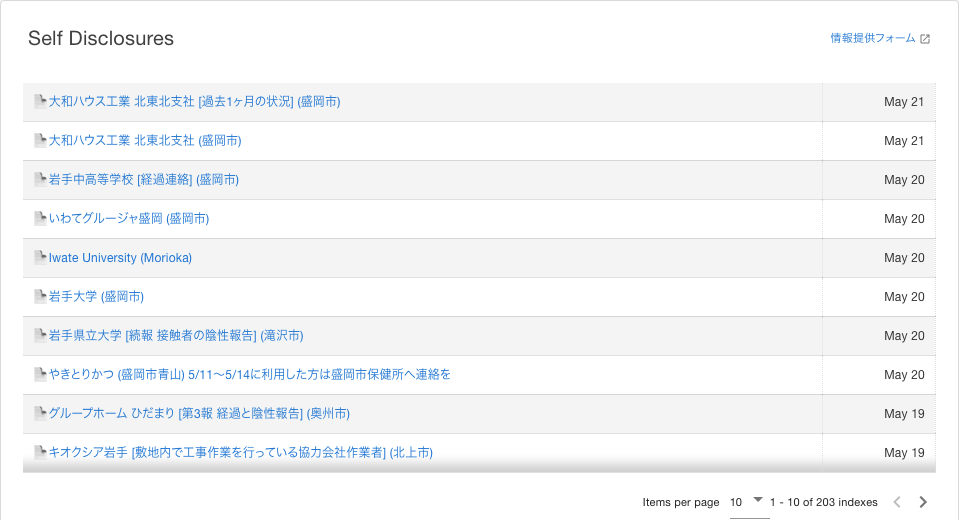 Self Disclosures
情報提供フォーム
大和ハウス工業 北東北支社 [過去1ヶ月の状況] (盛岡市) May 21
大和ハウス工業 北東北支社 (盛岡市) May 21
岩手中高等学校 [経過連絡] (盛岡市) May 20
いわてグルージャ盛岡 (盛岡市) May 20
Iwate University (Morioka) May 20
岩手大学 (盛岡市) May 20
岩手県立大学 [続報 接触者の陰性報告] (滝沢市) May 20
やきとりかつ (盛岡市青山) 5/11〜5/14に利用した方は盛岡市保健所へ連絡を May 20
グループホーム ひだまり [第3報 経過と陰性報告] (奥州市) May 19
キオクシア岩手 [敷地内で工事作業を行っている協力会社作業者] (北上市) May 19
Items per page 10 1 - 10 of 203 indexes